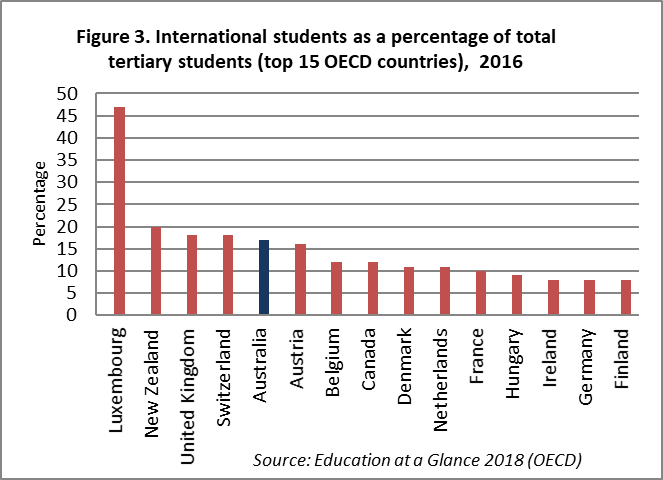 Figure 3. International students as a percentage of total
tertiary students (top 15 OECD countries), 2016
Percentage
50
45
40
35
30
25
20
15
10
5
0
Luxembourg
New Zealand
United Kingdom
Switzerland
Australia
Austria
Belgium
Canada
Denmark
Netherlands
France
Hungary
Ireland
Germany
Finland
Source: Education at a Glance 2018 (OECD)